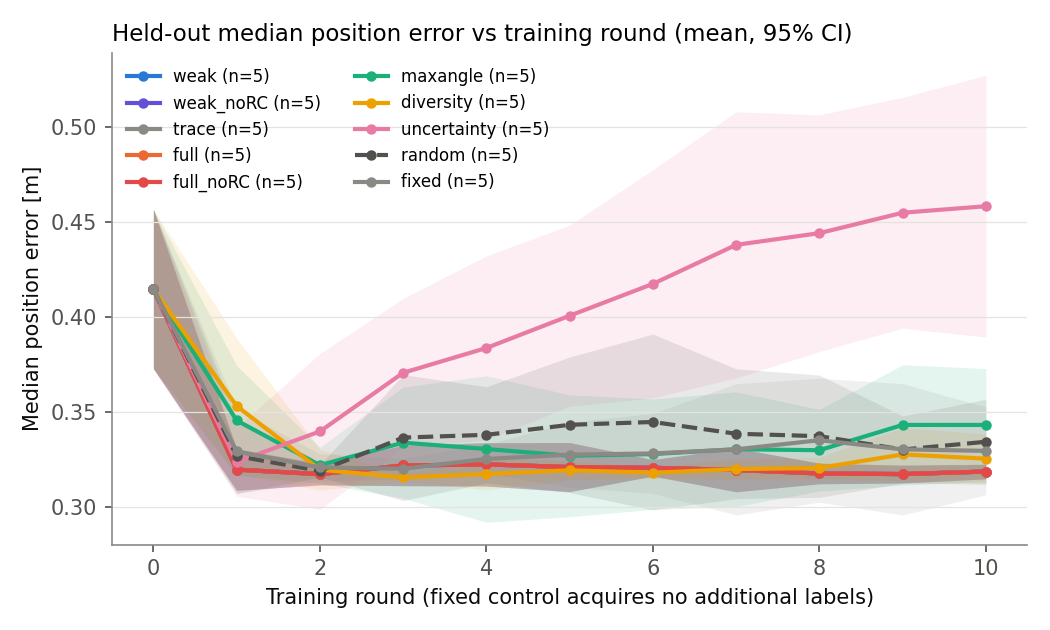 Held-out median position error vs training round (mean, 95% CI)
weak (n=5)
weak_noRC (n=5)
trace (n=5)
full (n=5)
full_noRC (n=5)
maxangle (n=5)
diversity (n=5)
uncertainty (n=5)
random (n=5)
fixed (n=5)
Median position error [m]
0.50
0.45
0.40
0.35
0.30
0 2 4 6 8 10
Training round (fixed control acquires no additional labels)